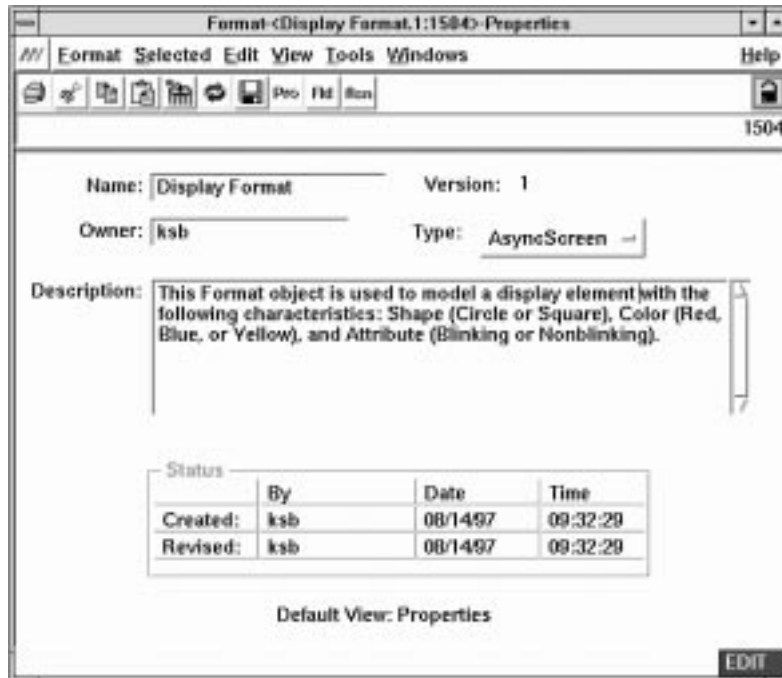 Format-<Display Format.1:1504>-Properties
Format Selected Edit View Tools Windows Help
Pro Fld Rcn
1504
Name: Display Format Version: 1
Owner: ksb Type: AsyncScreen
Description: This Format object is used to model a display element with the
following characteristics: Shape (Circle or Square), Color (Red,
Blue, or Yellow), and Attribute (Blinking or Nonblinking).
Status
By Date Time
Created: ksb 08/14/97 09:32:29
Revised: ksb 08/14/97 09:32:29
Default View: Properties
EDIT